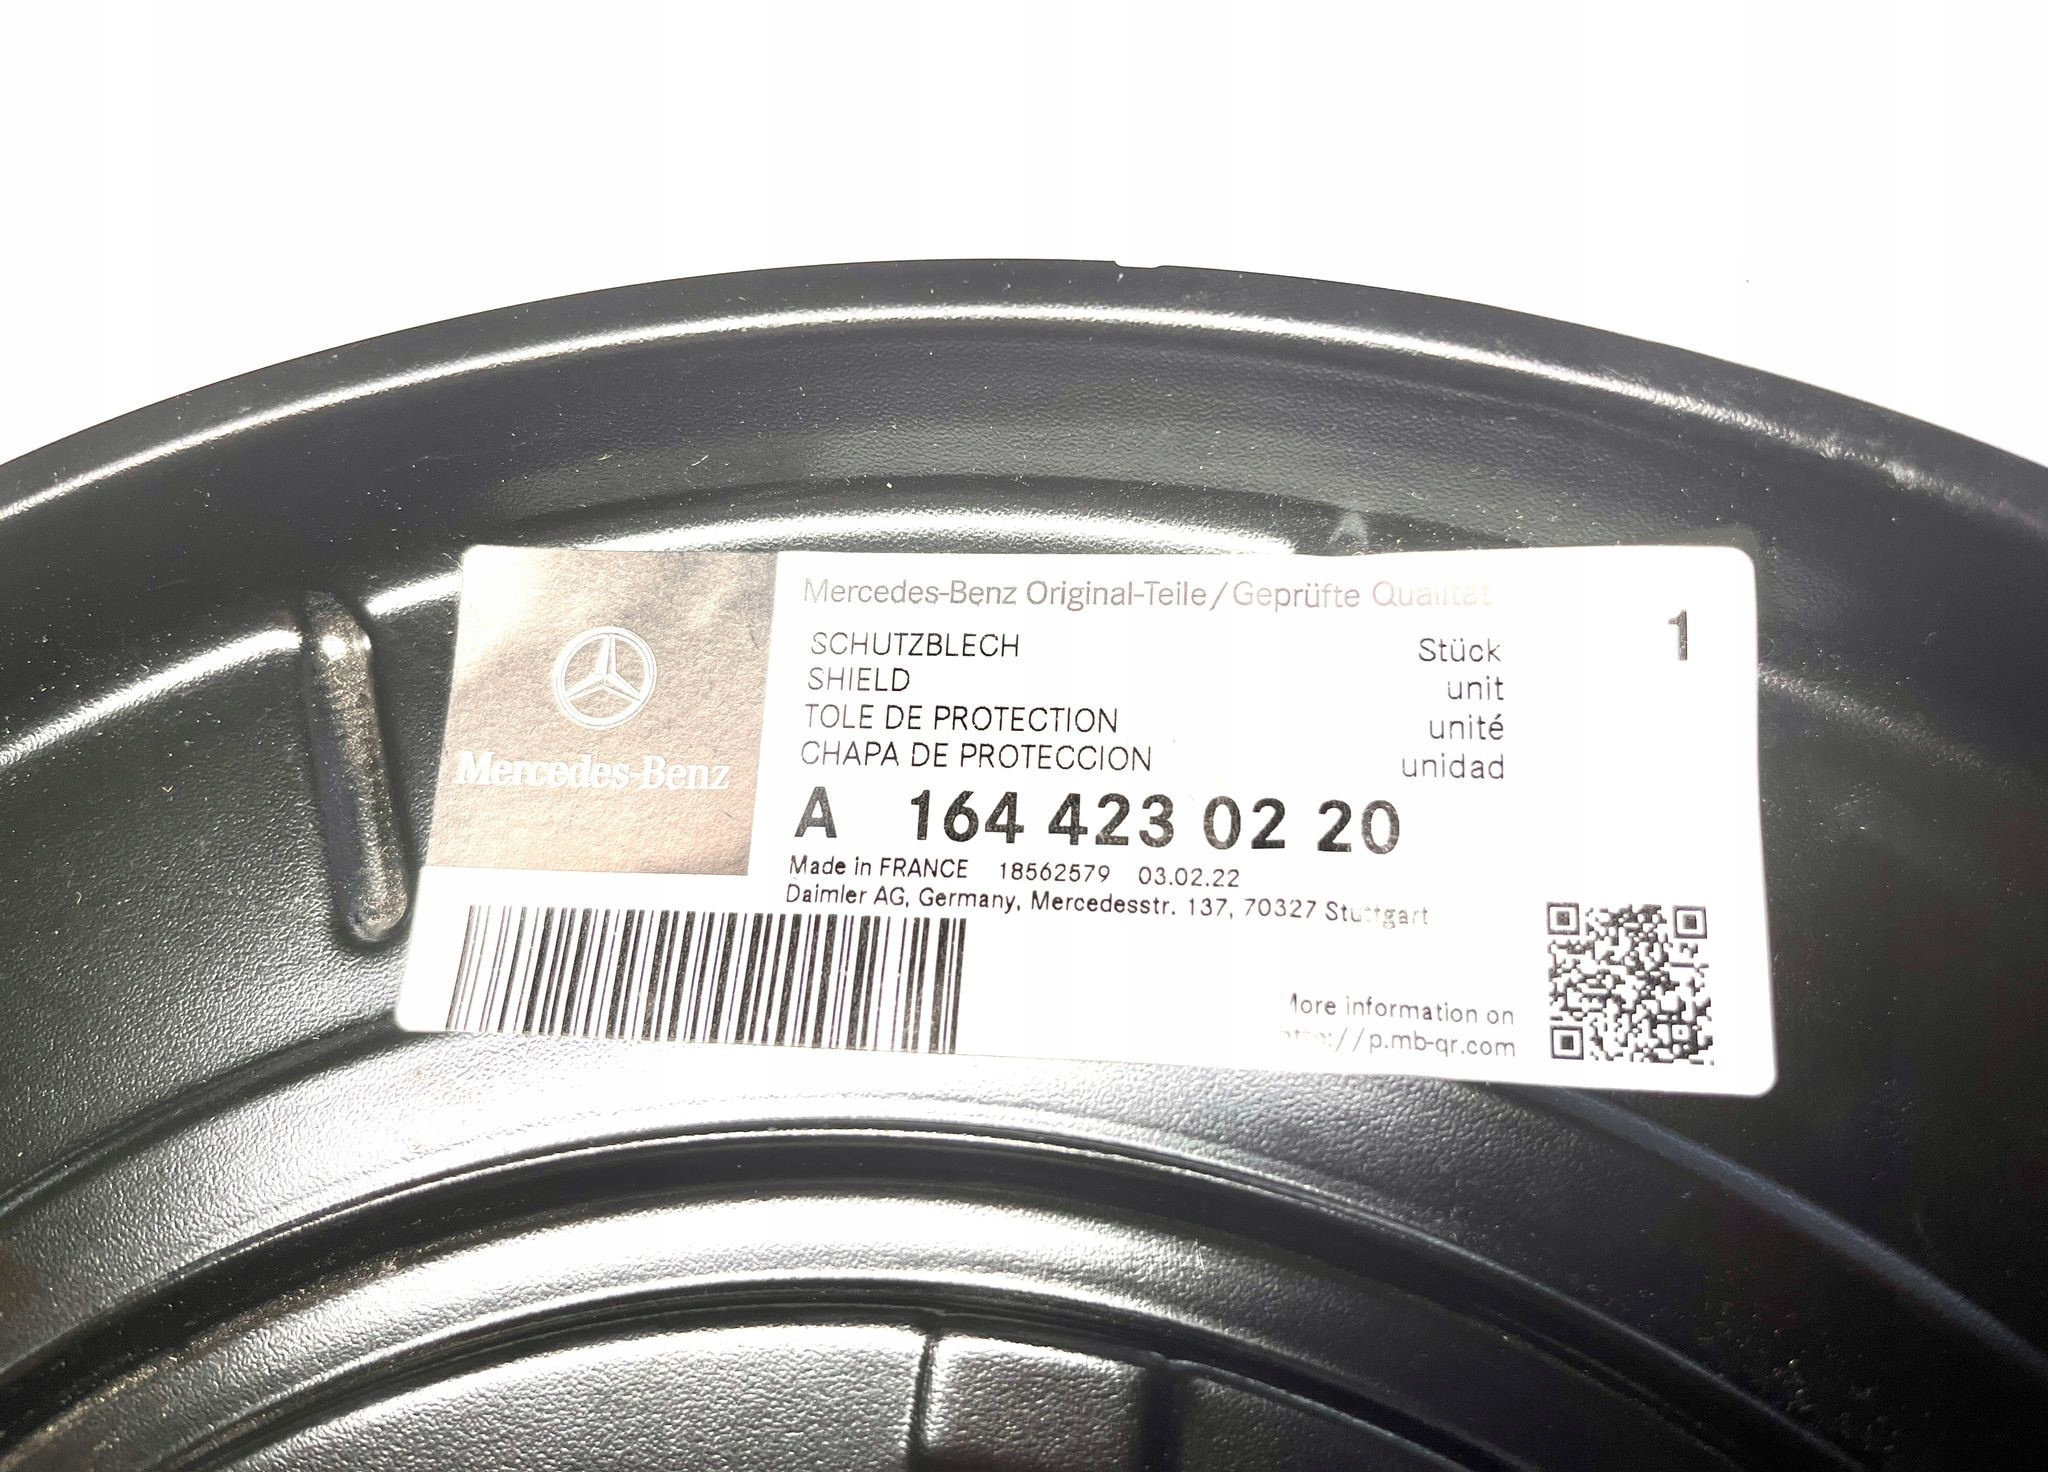 Mercedes-Benz
Mercedes-Benz Original-Teile/Geprüfte Qualität
SCHUTZBLECH Stück 1
SHIELD unit
TOLE DE PROTECTION unité
CHAPA DE PROTECCION unidad
A 164 423 02 20
Made in FRANCE 18562579 03.02.22
Daimler AG, Germany, Mercedesstr. 137, 70327 Stuttgart
More information on
http://p.mb-qr.com